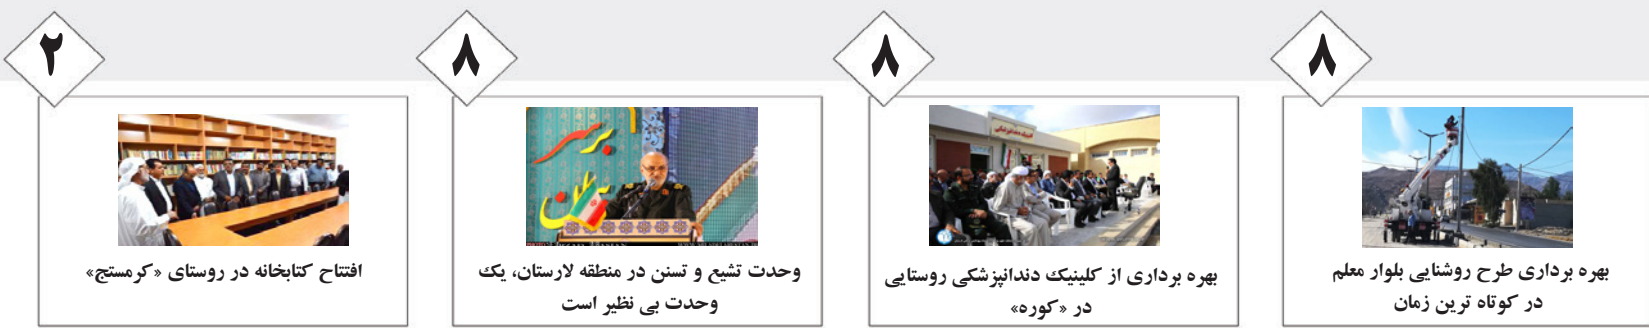 ۸
بهره برداری طرح روشنایی بلوار معلم
در کوتاه ترین زمان
۸
کلینیک دندانپزشکی
بهره برداری از کلینیک دندانپزشکی روستایی
در «کوره»
۸
وحدت تشیع و تسنن در منطقه لارستان، یک
وحدت بی نظیر است
۲
افتتاح کتابخانه در روستای «کرمستج»